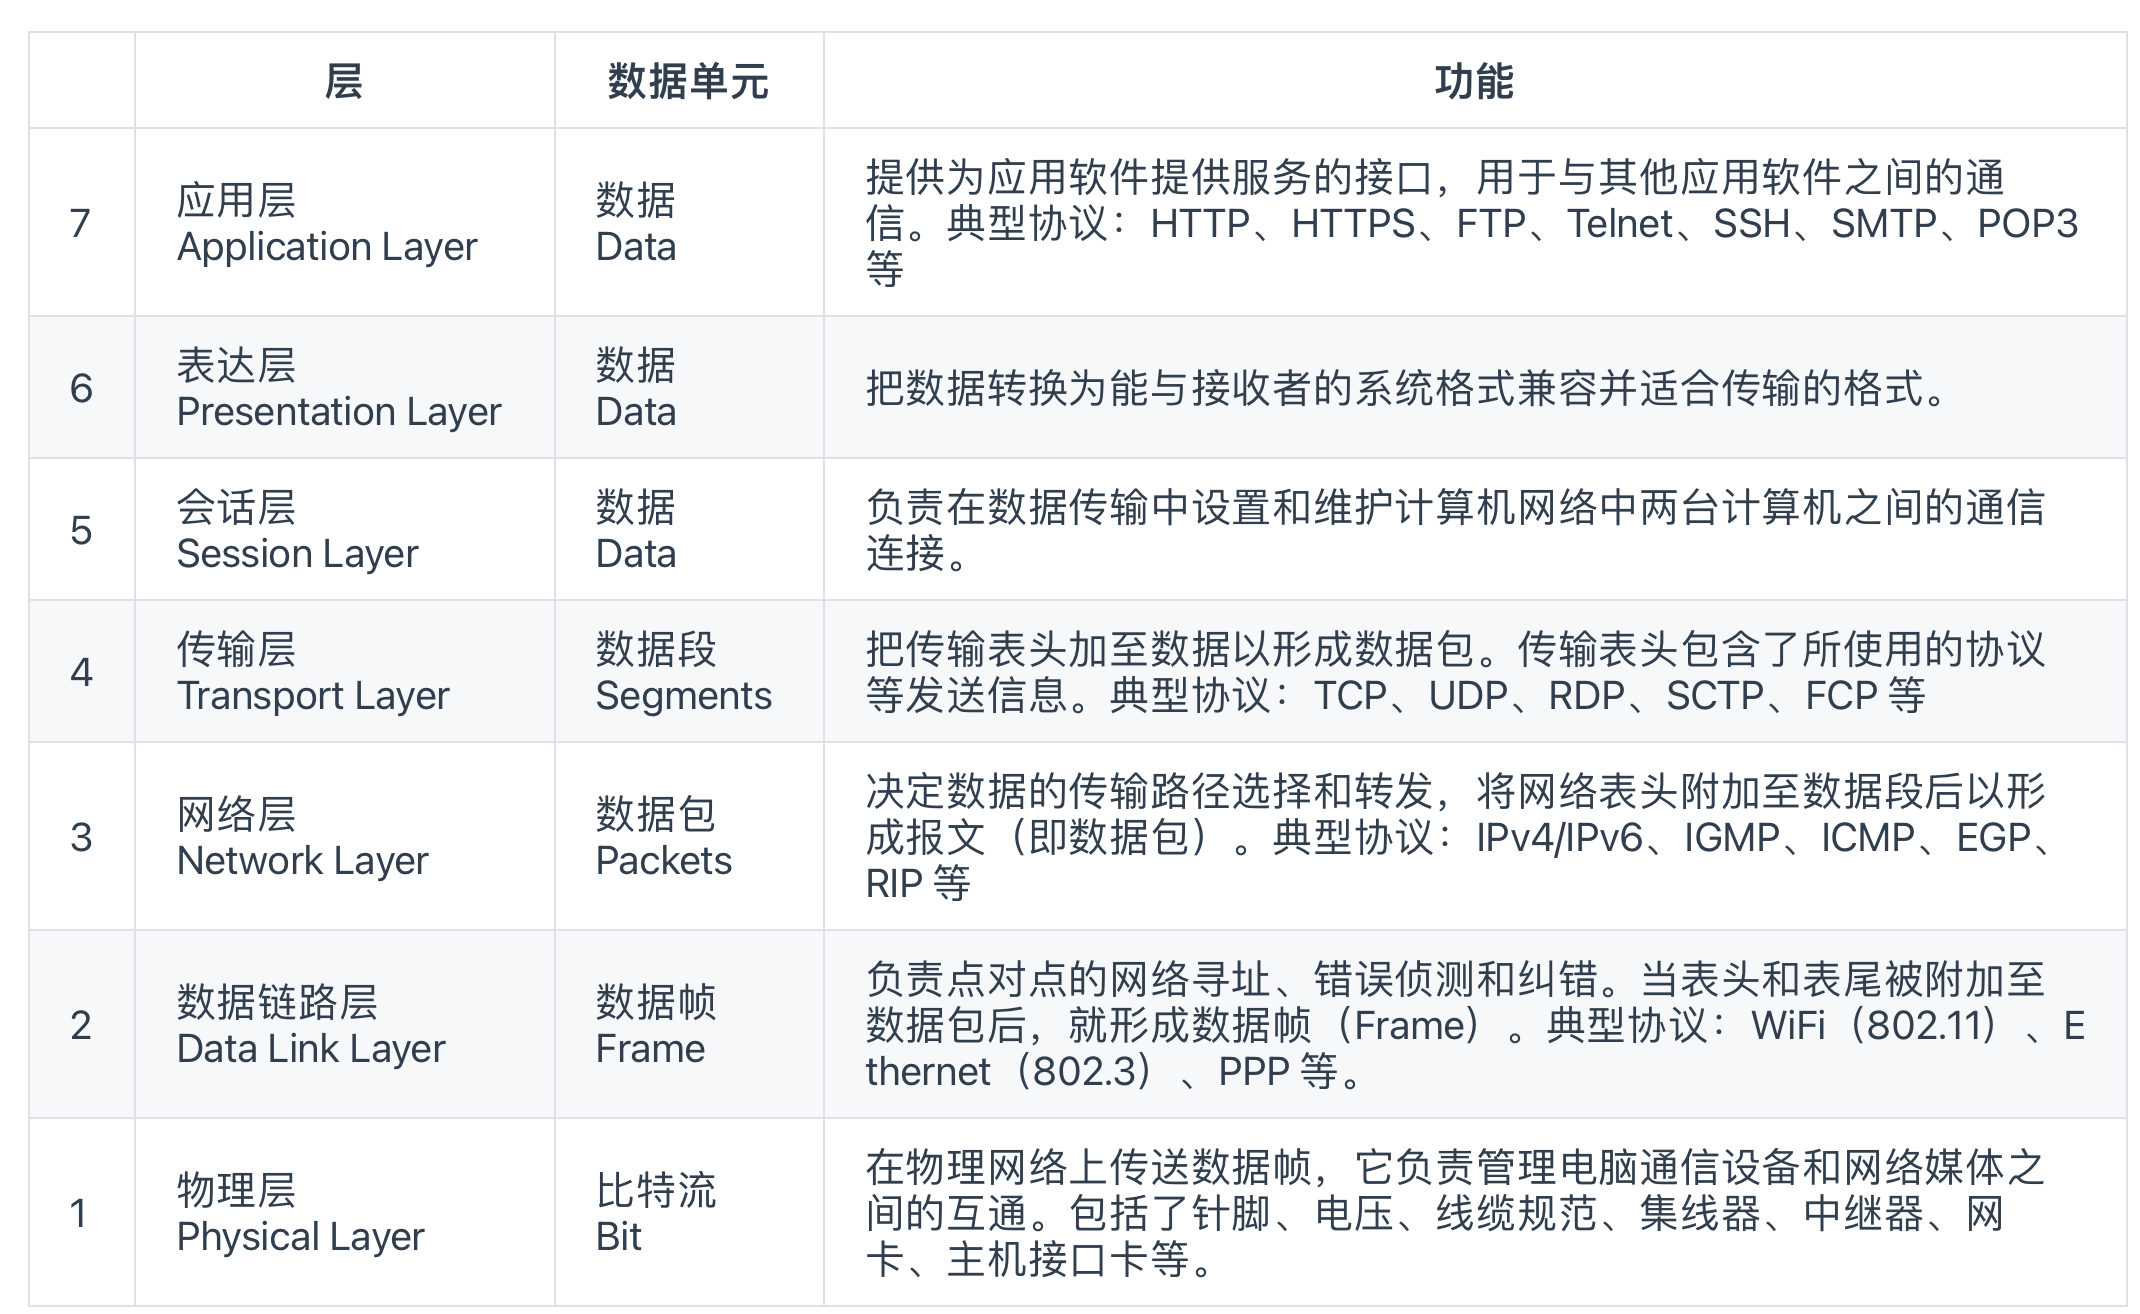 层 数据单元 功能
7
应用层
Application Layer
数据
Data
提供为应用软件提供服务的接口，用于与其他应用软件之间的通
信。典型协议：HTTP、HTTPS、FTP、Telnet、SSH、SMTP、POP3
等
6
表达层
Presentation Layer
数据
Data
把数据转换为能与接收者的系统格式兼容并适合传输的格式。
5
会话层
Session Layer
数据
Data
负责在数据传输中设置和维护计算机网络中两台计算机之间的通信
连接。
4
传输层
Transport Layer
数据段
Segments
把传输表头加至数据以形成数据包。传输表头包含了所使用的协议
等发送信息。典型协议：TCP、UDP、RDP、SCTP、FCP 等
3
网络层
Network Layer
数据包
Packets
决定数据的传输路径选择和转发，将网络表头附加至数据段后以形
成报文（即数据包）。典型协议：IPv4/IPv6、IGMP、ICMP、EGP、
RIP 等
2
数据链路层
Data Link Layer
数据帧
Frame
负责点对点的网络寻址、错误侦测和纠错。当表头和表尾被附加至
数据包后，就形成数据帧（Frame）。典型协议：WiFi（802.11）、E
thernet（802.3）、PPP 等。
1
物理层
Physical Layer
比特流
Bit
在物理网络上传送数据帧，它负责管理电脑通信设备和网络媒体之
间的互通。包括了针脚、电压、线缆规范、集线器、中继器、网
卡、主机接口卡等。